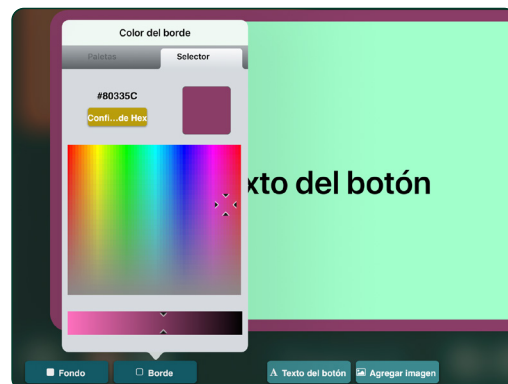 Color del borde
Paletas Selector
#80335C
Confi...de Hex
xto del botón
Fondo Borde Texto del botón Agregar imagen